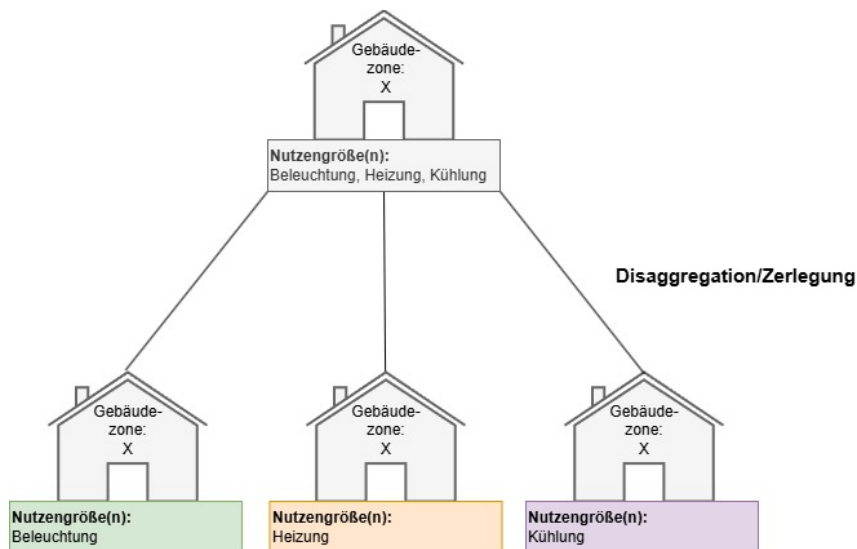 Gebäude-
zone:
X
Nutzengröße(n):
Beleuchtung, Heizung, Kühlung
Disaggregation/Zerlegung
Gebäude-
zone:
X
Nutzengröße(n):
Beleuchtung
Gebäude-
zone:
X
Nutzengröße(n):
Heizung
Gebäude-
zone:
X
Nutzengröße(n):
Kühlung